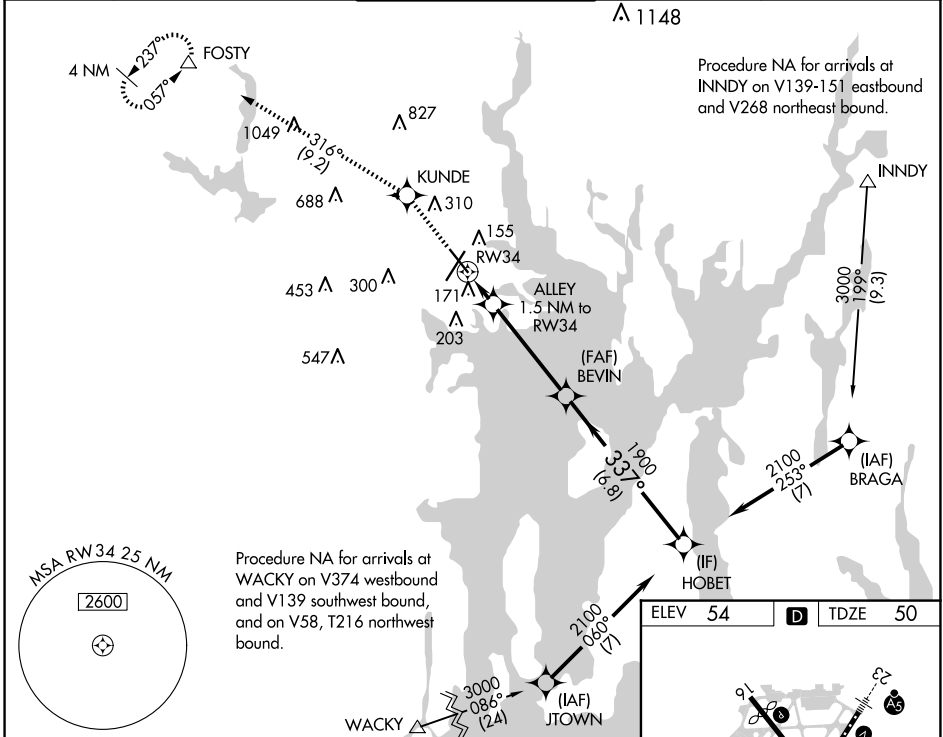 1148
Procedure NA for arrivals at
INNDY on V139-151 eastbound
and V268 northeast bound.
FOSTY
4 NM
237°
057°
1049
827
316°
(9.2)
KUNDE
688
310
INNDY
155
RW34
453
300
171
ALLEY
1.5 NM to
RW34
203
3000
199°
(9.3)
547
(FAF)
BEVIN
1900
337°
(6.8)
2100
253°
(7)
(IAF)
BRAGA
MSA RW34 25 NM
2600
Procedure NA for arrivals at
WACKY on V374 westbound
and V139 southwest bound,
and on V58, T216 northwest
bound.
(IF)
HOBET
2100
060°
(7)
3000
086°
(24)
WACKY
(IAF)
JTOWN
ELEV 54
D
TDZE 50
16
23
A5